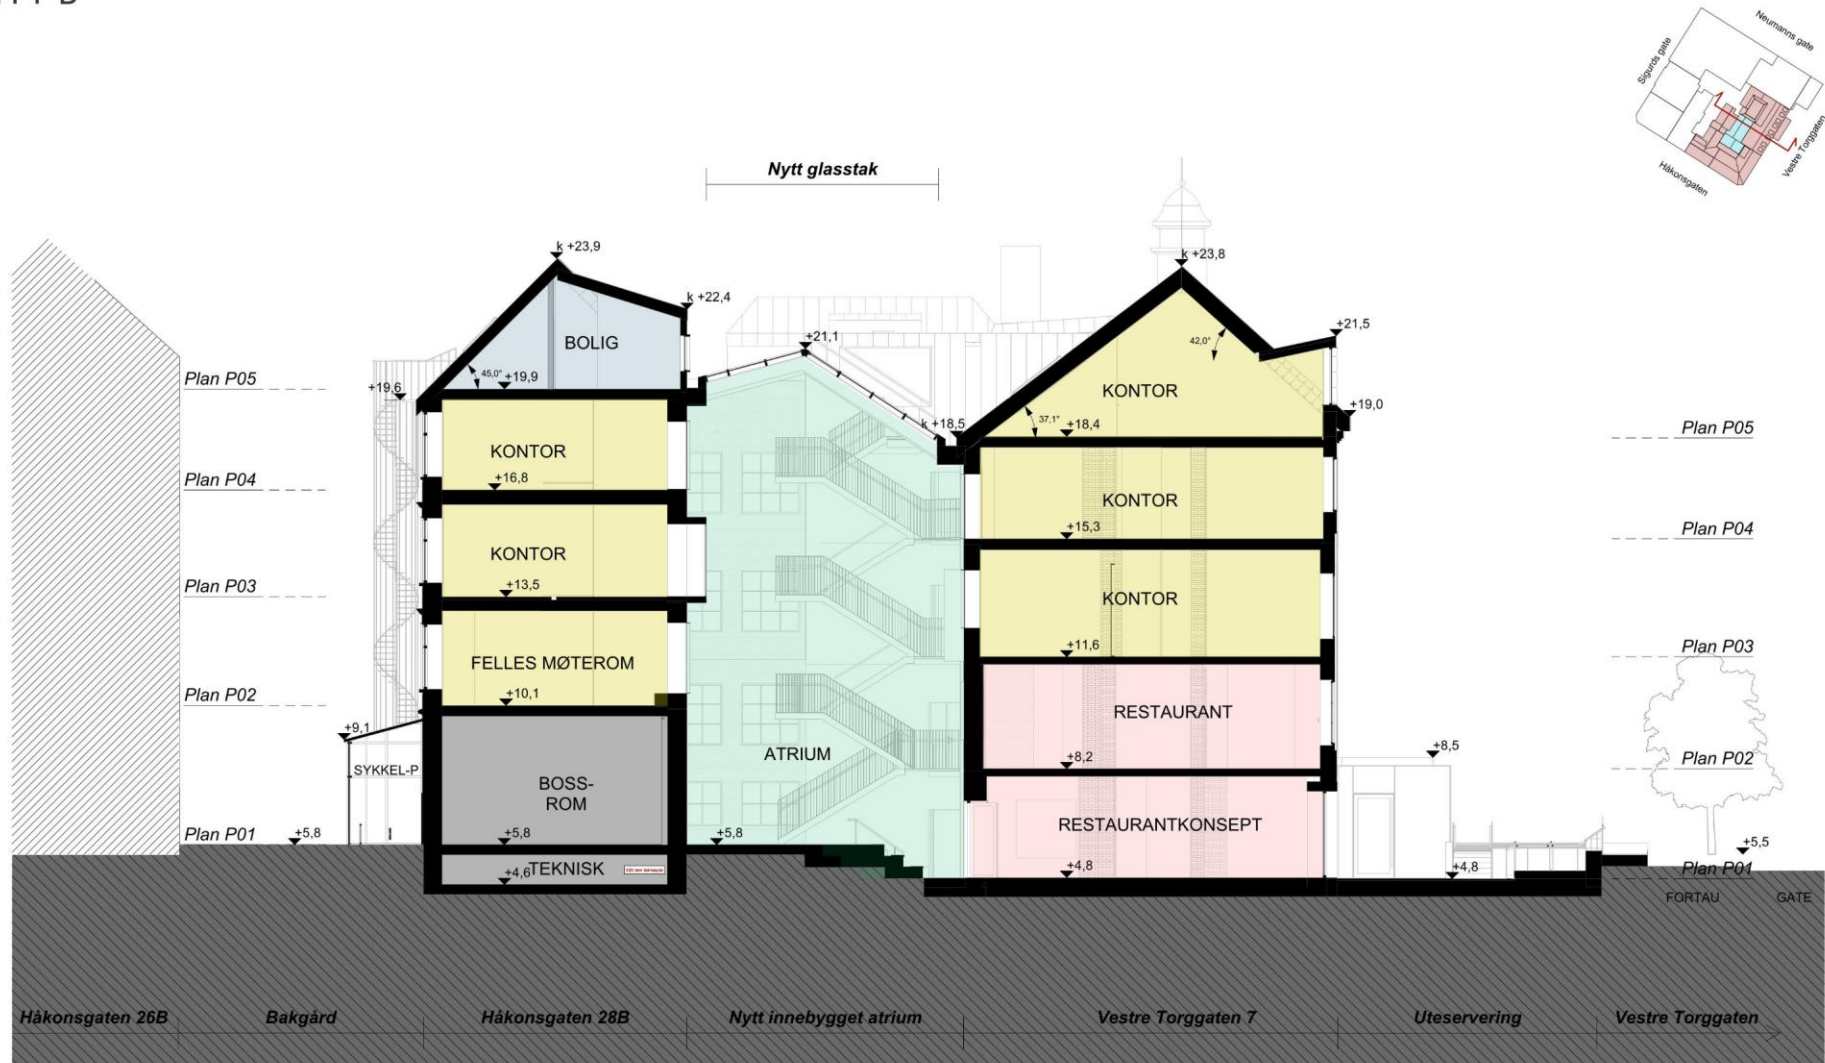 Neumanns gate
Sigurds gate
Vestre Torggaten
Håkonsgaten
Nytt glasstak
k +23,9
k +23,8
k +22,4
+21,5
+21,1
BOLIG
42,0°
Plan P05
45,0°
+19,9
+19,6
KONTOR
+19,0
37,1°
k +18,5
+18,4
Plan P05
KONTOR
Plan P04
+16,8
KONTOR
+15,3
Plan P04
KONTOR
Plan P03
+13,5
KONTOR
+11,6
Plan P03
FELLES MØTEROM
Plan P02
+10,1
RESTAURANT
+9,1
ATRIUM
+8,2
+8,5
Plan P02
SYKKEL-P
BOSS-
ROM
RESTAURANTKONSEPT
Plan P01
+5,8
+5,8
+5,8
+5,5
TEKNISK
+4,6
+4,8
+4,8
Plan P01
FORTAU
GATE
Håkonsgaten 26B
Bakgård
Håkonsgaten 28B
Nytt innebygget atrium
Vestre Torggaten 7
Uteservering
Vestre Torggaten